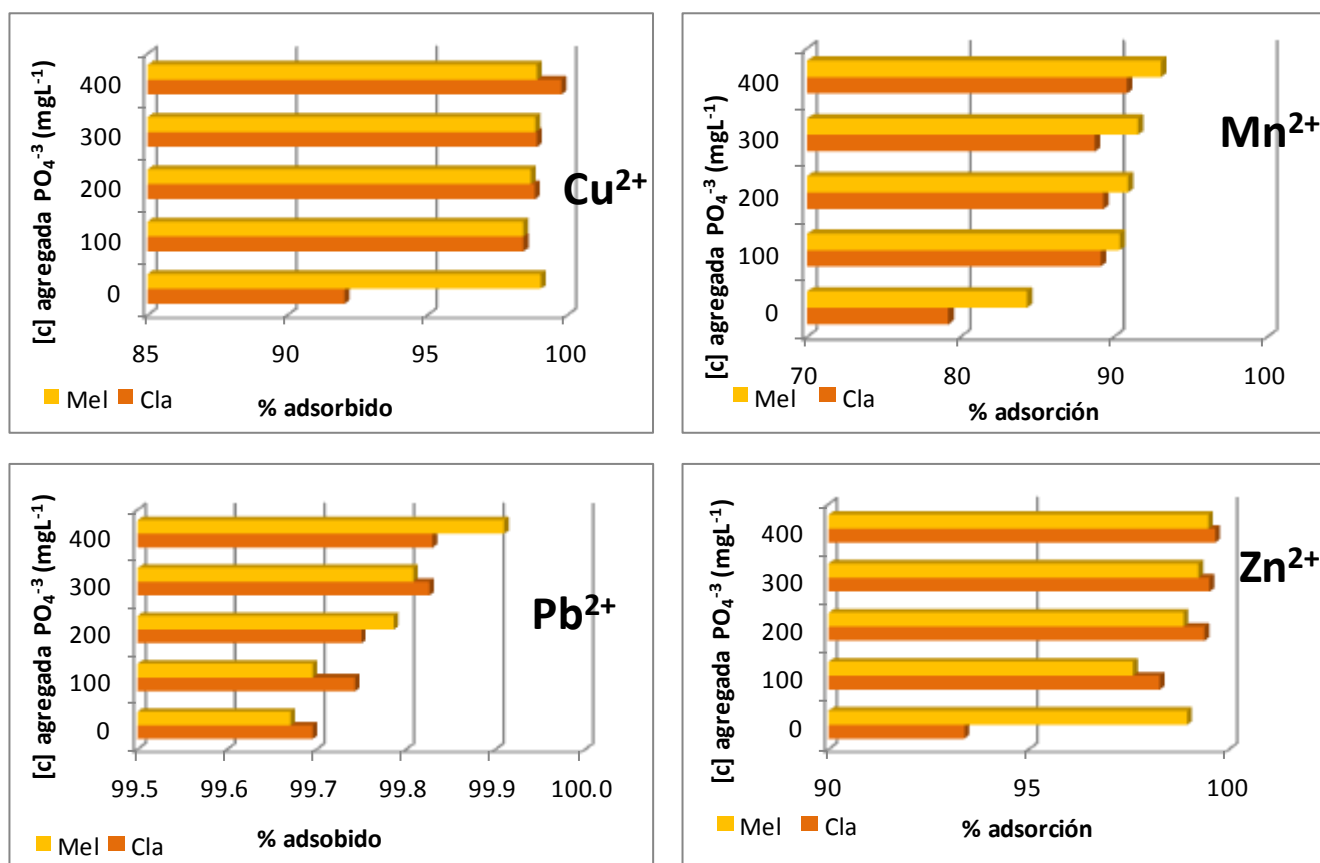 [c] agregada PO₄⁻³ (mgL⁻¹)
400
300
200
100
0
85 90 95 100
Cu²⁺
Mel Cla
% adsorbido
[c] agregada PO₄⁻³ (mgL⁻¹)
400
300
200
100
0
70 80 90 100
Mn²⁺
Mel Cla
% adsorción
[c] agregada PO₄⁻³ (mgL⁻¹)
400
300
200
100
0
99.5 99.6 99.7 99.8 99.9 100.0
Pb²⁺
Mel Cla
% adsobido
[c] agregada PO₄⁻³ (mgL⁻¹)
400
300
200
100
0
90 95 100
Zn²⁺
Mel Cla
% adsorción